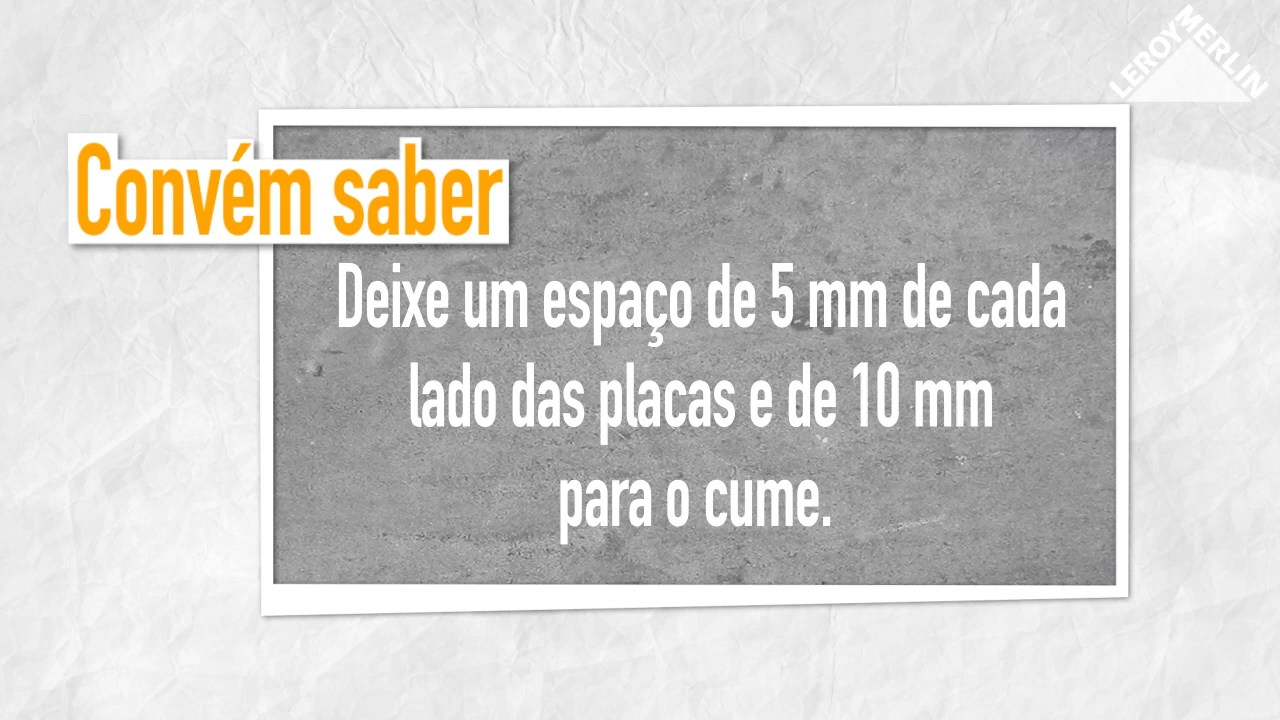 LEROY MERLIN
Convém saber
Deixe um espaço de 5 mm de cada
lado das placas e de 10 mm
para o cume.